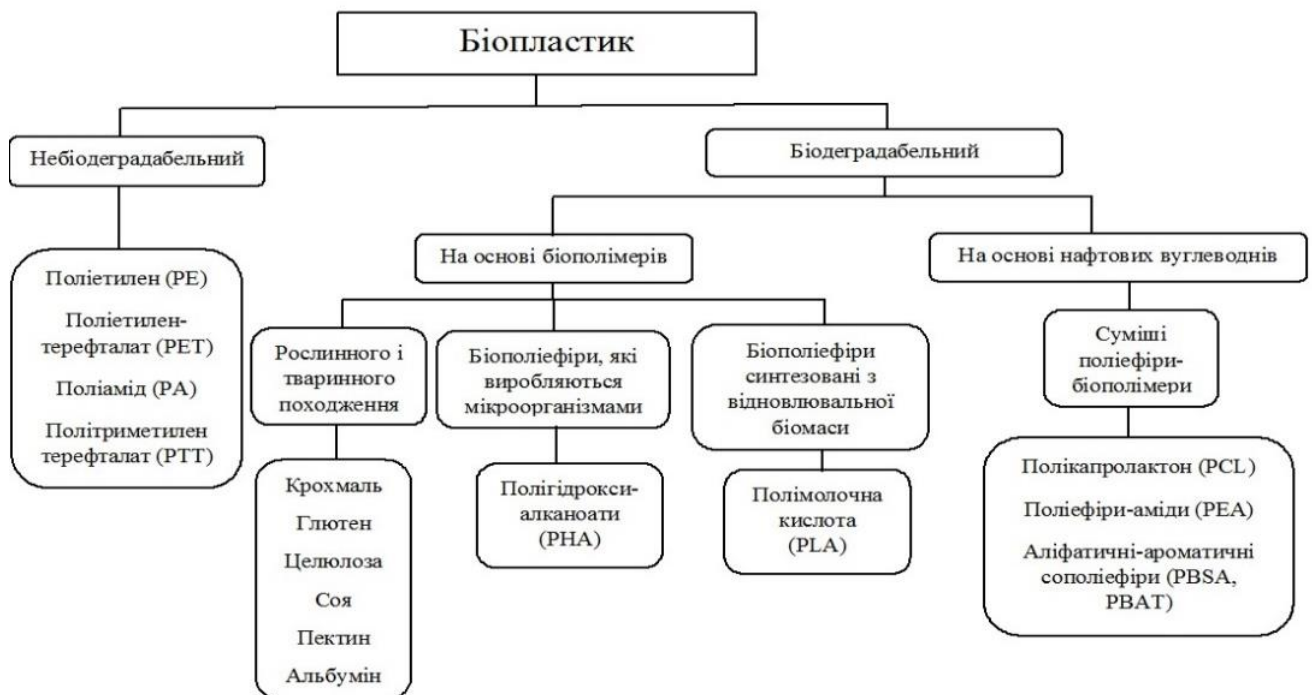 Біопластик
Небіодеградабельний
Біодеградабельний
На основі біополімерів
На основі нафтових вуглеводнів
Поліетилен (PE)
Поліетилен-
терефталат (PET)
Поліамід (PA)
Політриметилен
терефталат (PTT)
Рослинного і
тваринного
походження
Біополіефіри, які
виробляються
мікроорганізмами
Біополіефіри
синтезовані з
відновлювальної
біомаси
Суміші
поліефіри-
біополімери
Крохмаль
Глютен
Целюлоза
Соя
Пектин
Альбумін
Полігідрокси-
алканоати
(PHA)
Полімолочна
кислота
(PLA)
Полікапролактон (PCL)
Поліефіри-аміди (PEA)
Аліфатичні-ароматичні
сополіефіри (PBSA,
PBAT)